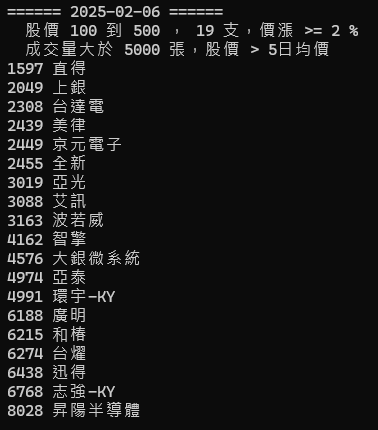 ====== 2025-02-06 ======
股價 100 到 500 ， 19 支，價漲 >= 2 %
成交量大於 5000 張，股價 > 5日均價
1597 直得
2049 上銀
2308 台達電
2439 美律
2449 京元電子
2455 全新
3019 亞光
3088 艾訊
3163 波若威
4162 智擎
4576 大銀微系統
4974 亞泰
4991 環宇-KY
6188 廣明
6215 和椿
6274 台燿
6438 迅得
6768 志強-KY
8028 昇陽半導體